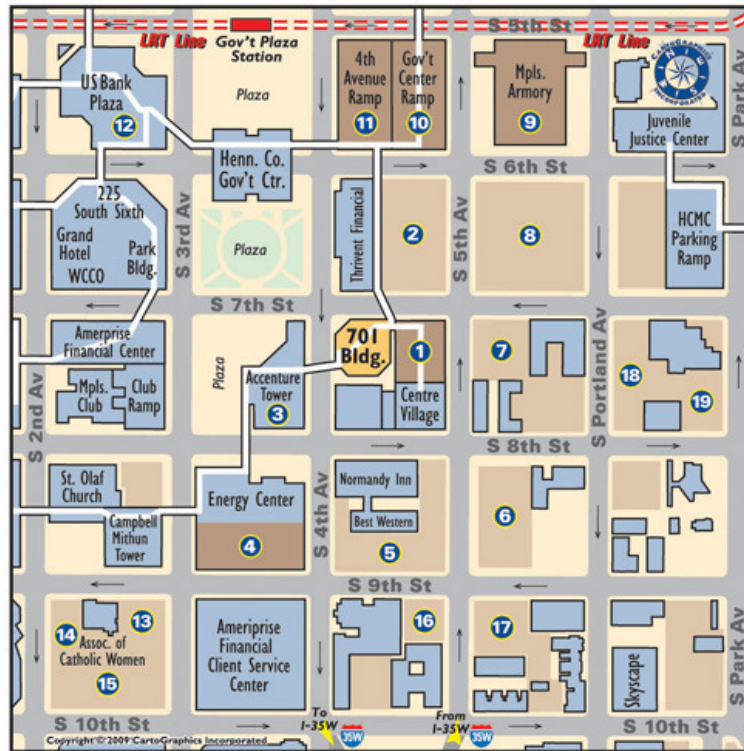 S 5th St
LRT Line
Gov't Plaza
Station
LRT Line
CARTOGRAPHICS
INCORPORATED
S Park Av
US Bank
Plaza
12
Plaza
4th
Avenue
Ramp
11
Gov't
Center
Ramp
10
Mpls.
Armory
9
Juvenile
Justice Center
Henn. Co.
Gov't Ctr.
S 6th St
225
South Sixth
Grand
Hotel
WCCO
Park
Bldg.
S 3rd Av
Plaza
Thrivent Financial
2
S 5th Av
8
HCMC
Parking
Ramp
S 7th St
Ameriprise
Financial Center
Mpls.
Club
Club
Ramp
S 2nd Av
Plaza
Accenture
Tower
3
701
Bldg.
1
Centre
Village
7
S Portland Av
18
19
S 8th St
St. Olaf
Church
Campbell
Mithun
Tower
Energy Center
4
S 4th Av
Normandy Inn
Best Western
5
6
S 9th St
14
13
Assoc. of
Catholic Women
15
Ameriprise
Financial
Client Service
Center
16
17
Skyscape
S Park Av
S 10th St
To
I-35W
35W
From
I-35W
35W
S 10th St
Copyright © 2009 CartoGraphics Incorporated